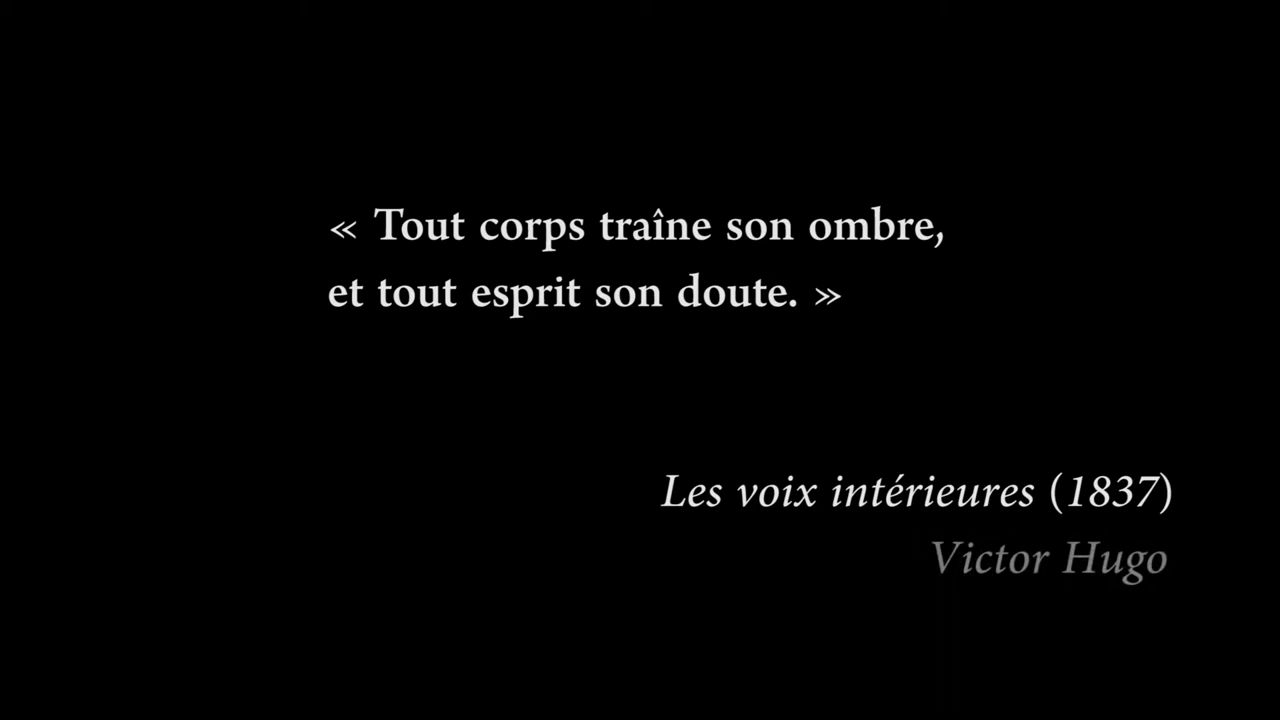 « Tout corps traîne son ombre,
et tout esprit son doute. »
Les voix intérieures (1837)
Victor Hugo